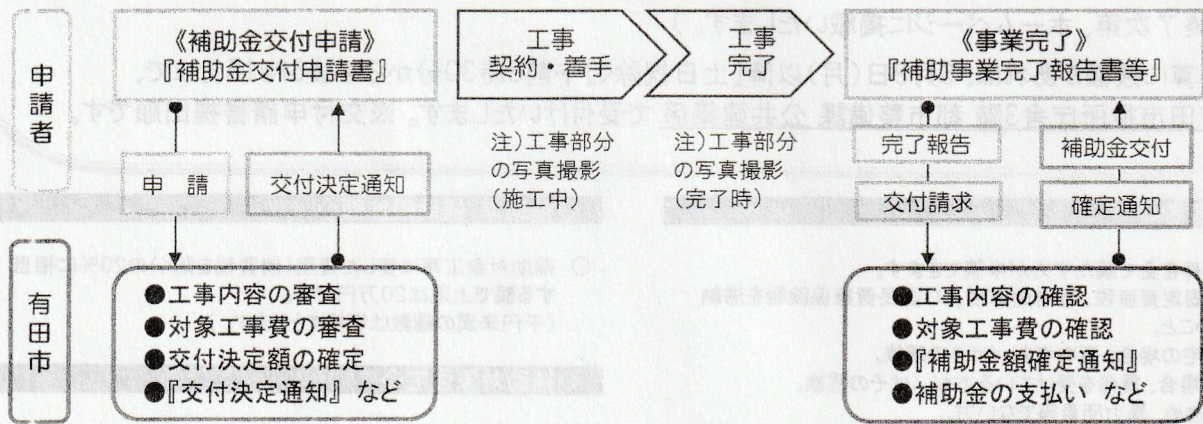 申請者
《補助金交付申請》
『補助金交付申請書』
工事
契約・着手
工事
完了
《事業完了》
『補助事業完了報告書等』
申請
交付決定通知
注)工事部分
の写真撮影
(施工中)
注)工事部分
の写真撮影
(完了時)
完了報告
交付請求
補助金交付
確定通知
有田市
●工事内容の審査
●対象工事費の審査
●交付決定額の確定
●『交付決定通知』など
●工事内容の確認
●対象工事費の確認
●『補助金額確定通知』
●補助金の支払い など